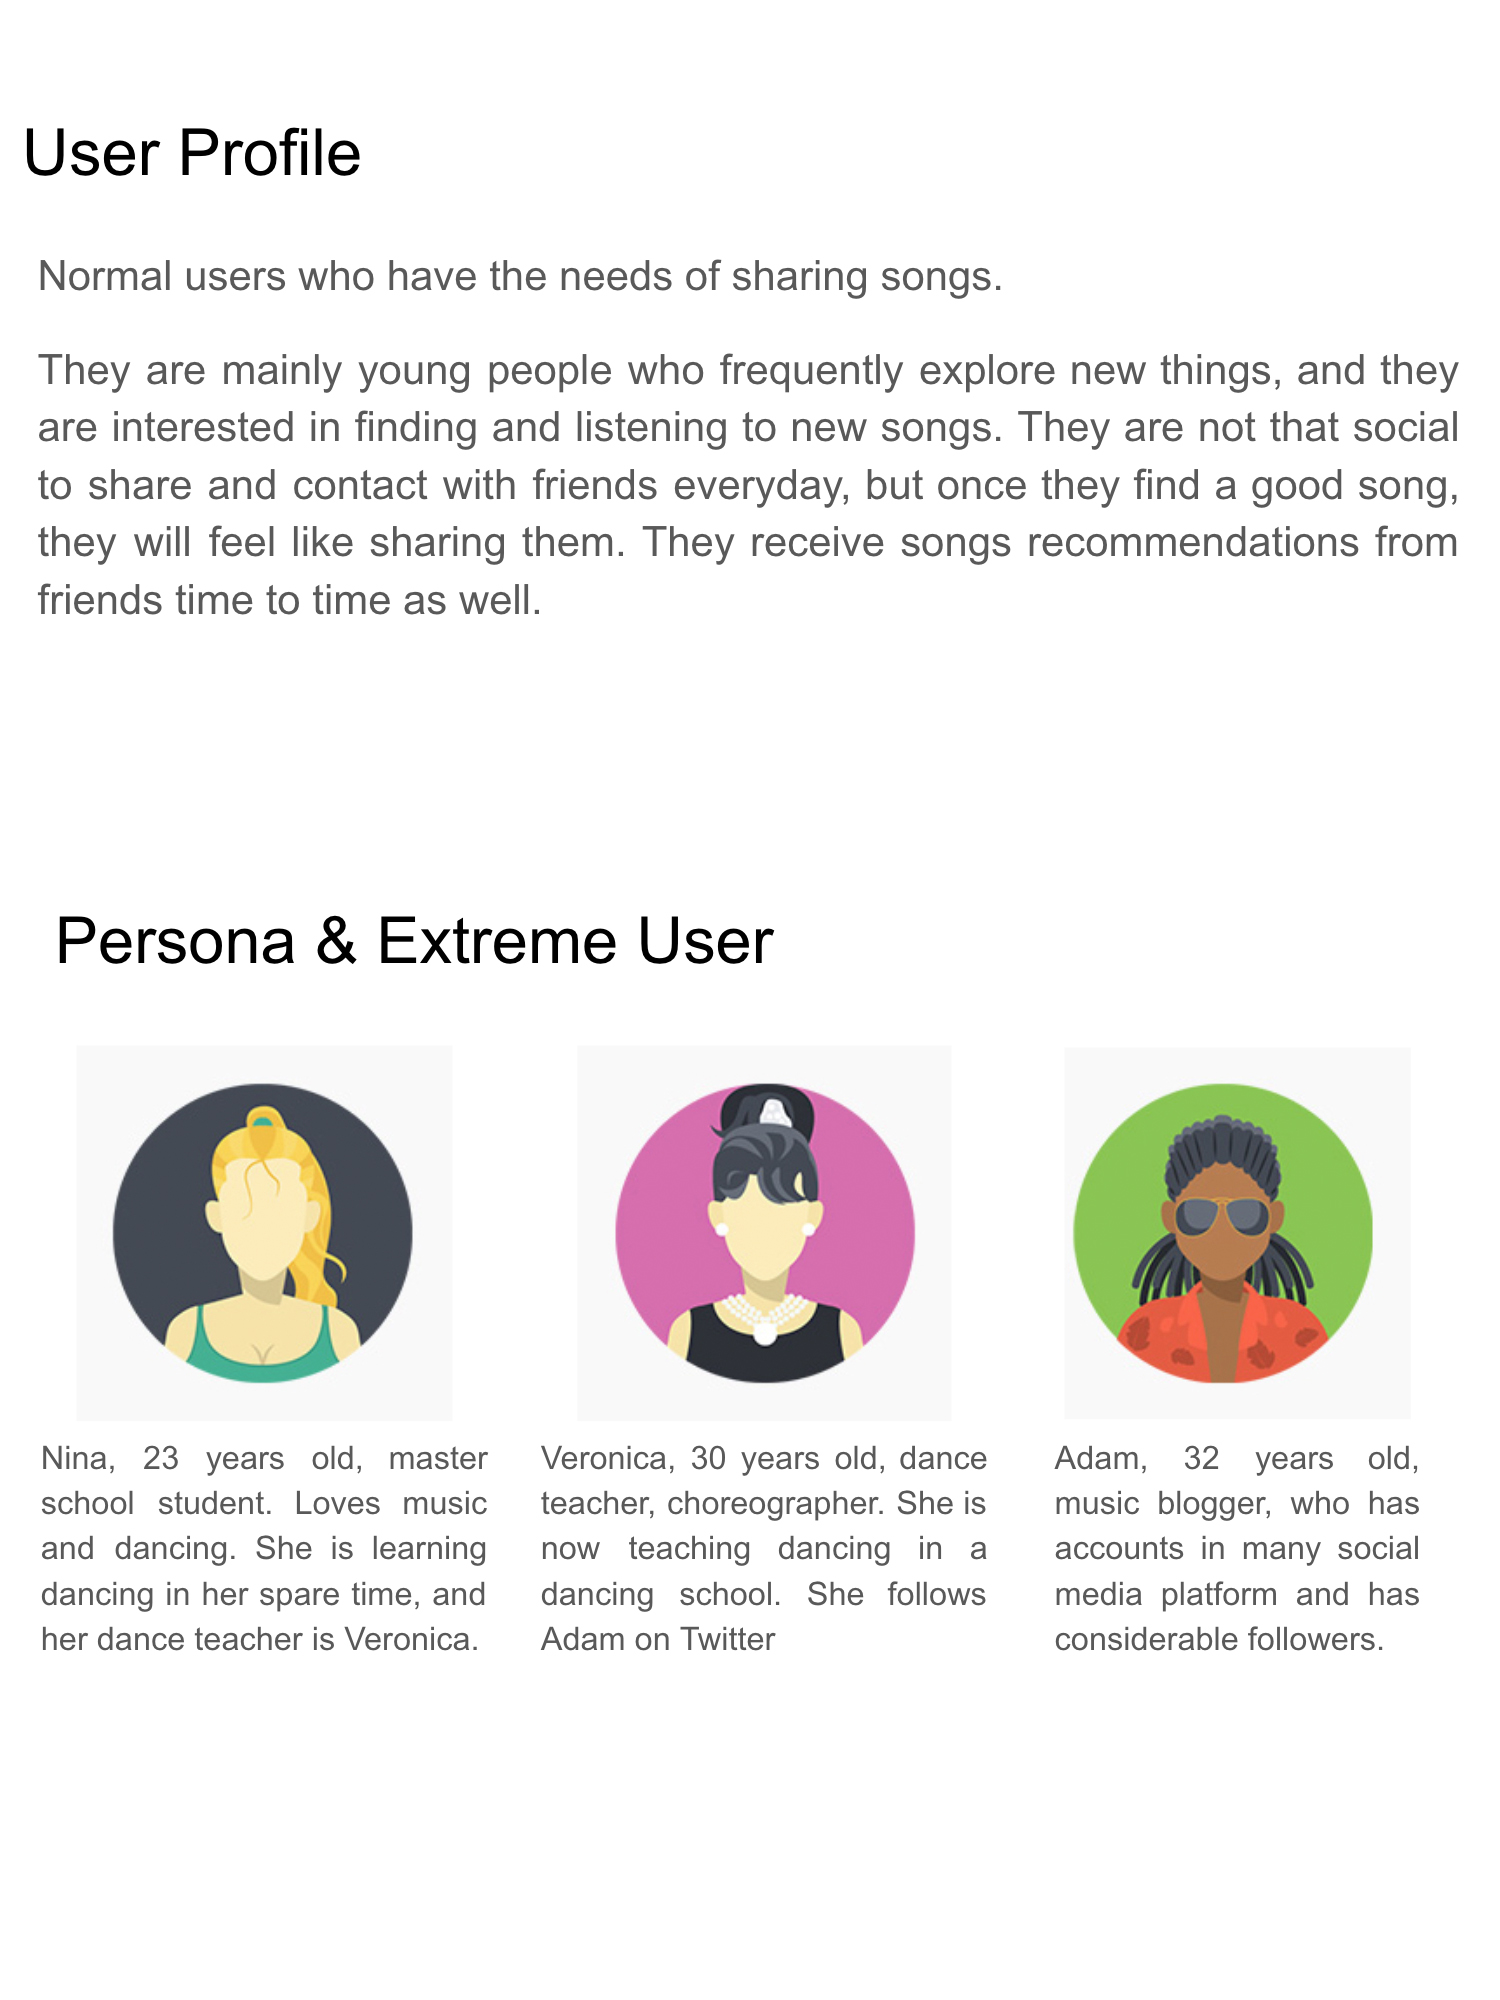 User Profile
Normal users who have the needs of sharing songs.
They are mainly young people who frequently explore new things, and they
are interested in finding and listening to new songs. They are not that social
to share and contact with friends everyday, but once they find a good song,
they will feel like sharing them. They receive songs recommendations from
friends time to time as well.
Persona & Extreme User
Nina, 23 years old, master
school student. Loves music
and dancing. She is learning
dancing in her spare time, and
her dance teacher is Veronica.
Veronica, 30 years old, dance
teacher, choreographer. She is
now teaching dancing in a
dancing school. She follows
Adam on Twitter
Adam, 32 years old,
music blogger, who has
accounts in many social
media platform and has
considerable followers.